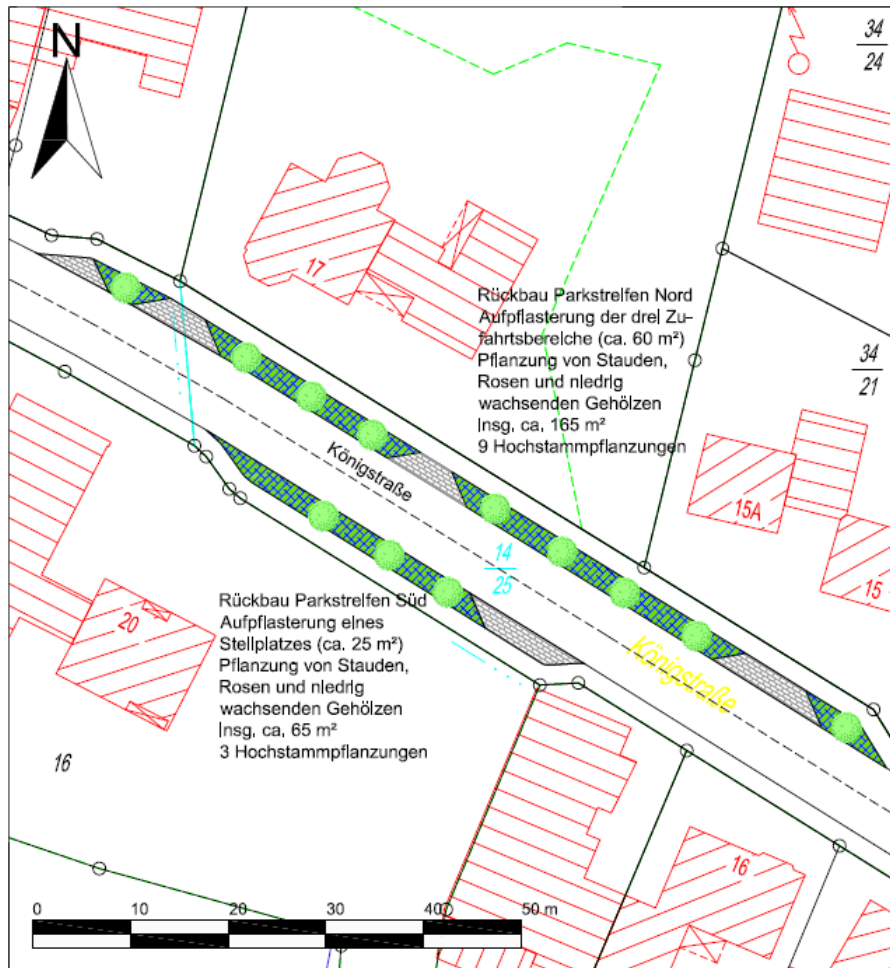 N
34
24
17
Rückbau Parkstreifen Nord
Aufpflasterung der drei Zu-
fahrtsbereiche (ca. 60 m²)
Pflanzung von Stauden,
Rosen und niedrig
wachsenden Gehölzen
Insg. ca. 165 m²
9 Hochstammpflanzungen
34
21
15A
15
Königstraße
14
25
Königstraße
Rückbau Parkstreifen Süd
Aufpflasterung eines
Stellplatzes (ca. 25 m²)
Pflanzung von Stauden,
Rosen und niedrig
wachsenden Gehölzen
Insg. ca. 65 m²
3 Hochstammpflanzungen
20
16
16
0 10 20 30 40 50 m